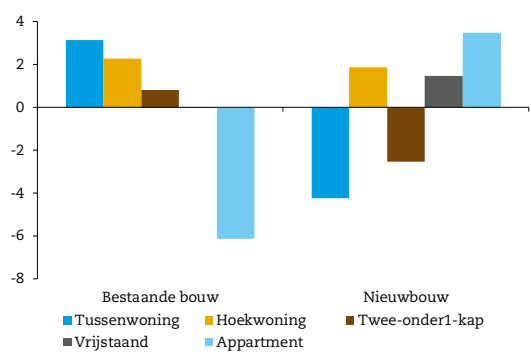 4
2
0
-2
-4
-6
-8
Bestaande bouw Nieuwbouw
Tussenwoning Hoekwoning Twee-onder1-kap
Vrijstaand Appartment